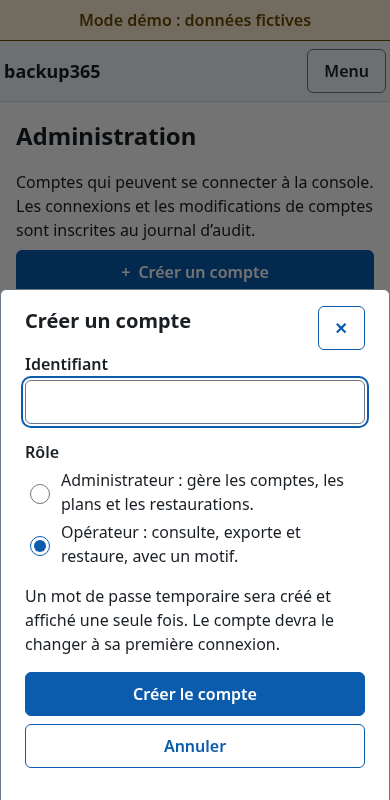 Mode démo : données fictives
backup365
Menu
Administration
Comptes qui peuvent se connecter à la console.
Les connexions et les modifications de comptes
sont inscrites au journal d’audit.
+ Créer un compte
Créer un compte
×
Identifiant
Rôle
Administrateur : gère les comptes, les
plans et les restaurations.
Opérateur : consulte, exporte et
restaure, avec un motif.
Un mot de passe temporaire sera créé et
affiché une seule fois. Le compte devra le
changer à sa première connexion.
Créer le compte
Annuler